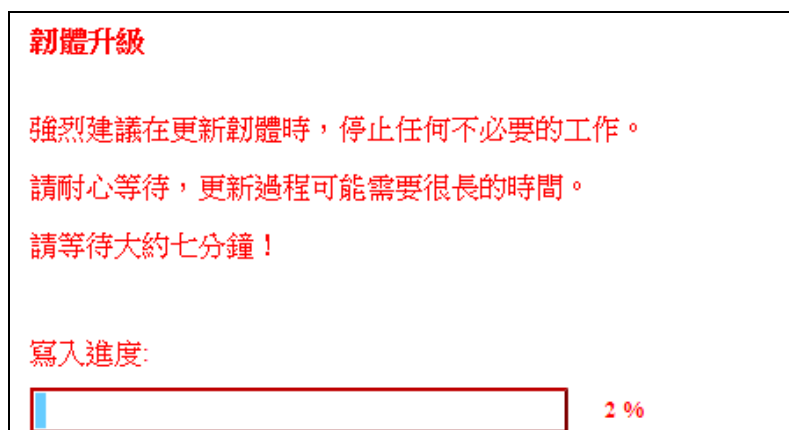 韌體升級
強烈建議在更新韌體時，停止任何不必要的工作。
請耐心等待，更新過程可能需要很長的時間。
請等待大約七分鐘！
寫入進度:
2 %